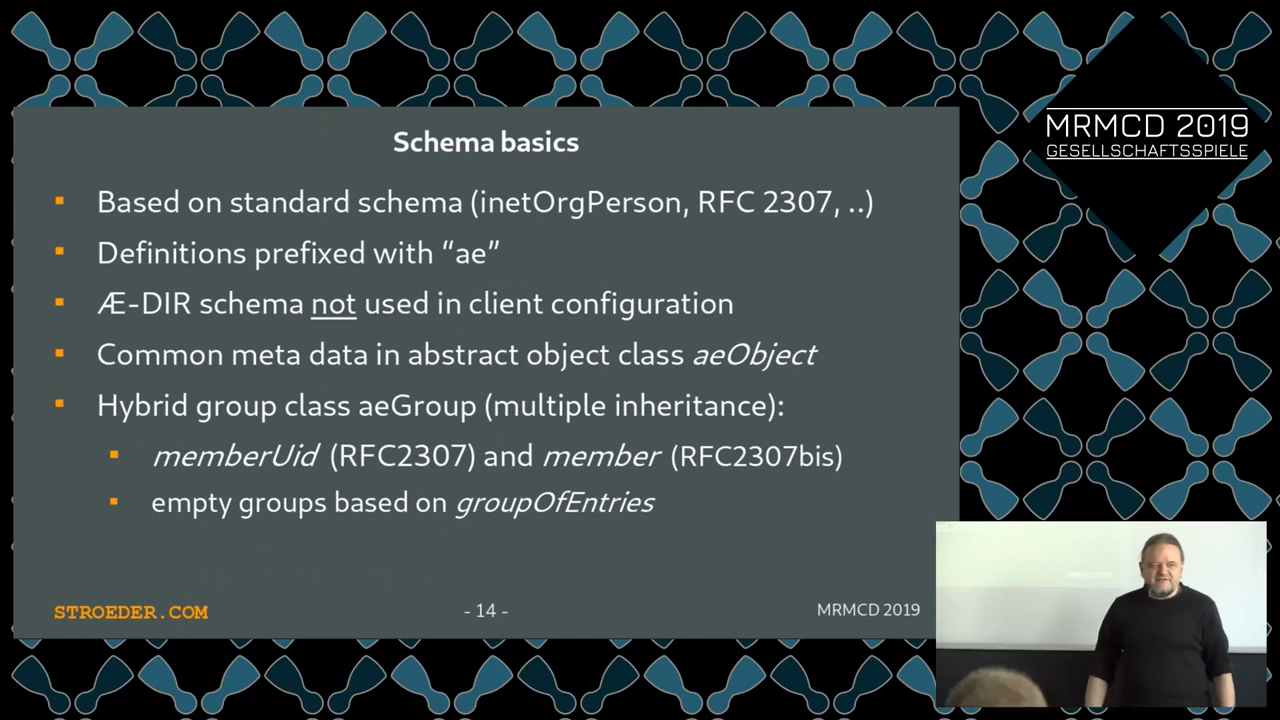 MRMCD 2019
GESELLSCHAFTSSPIELE
Schema basics
Based on standard schema (inetOrgPerson, RFC 2307, ..)
Definitions prefixed with “ae”
Æ-DIR schema not used in client configuration
Common meta data in abstract object class aeObject
Hybrid group class aeGroup (multiple inheritance):
memberUid (RFC2307) and member (RFC2307bis)
empty groups based on groupOfEntries
STROEDER.COM
- 14 -
MRMCD 2019